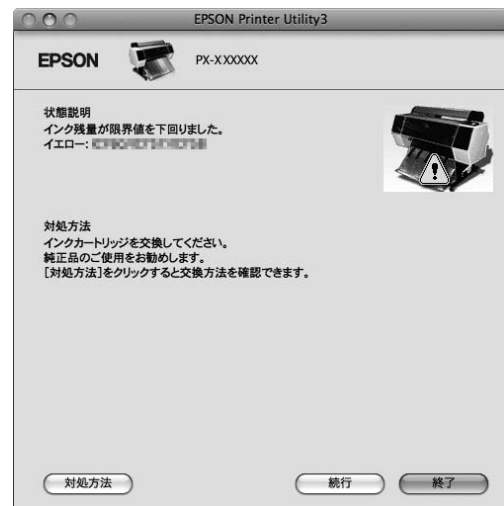 EPSON Printer Utility3
EPSON PX-XXXXXX
状態説明
インク残量が限界値を下回りました。
イエロー:
対処方法
インクカートリッジを交換してください。
純正品のご使用をお勧めします。
[対処方法]をクリックすると交換方法を確認できます。
対処方法 続行 終了